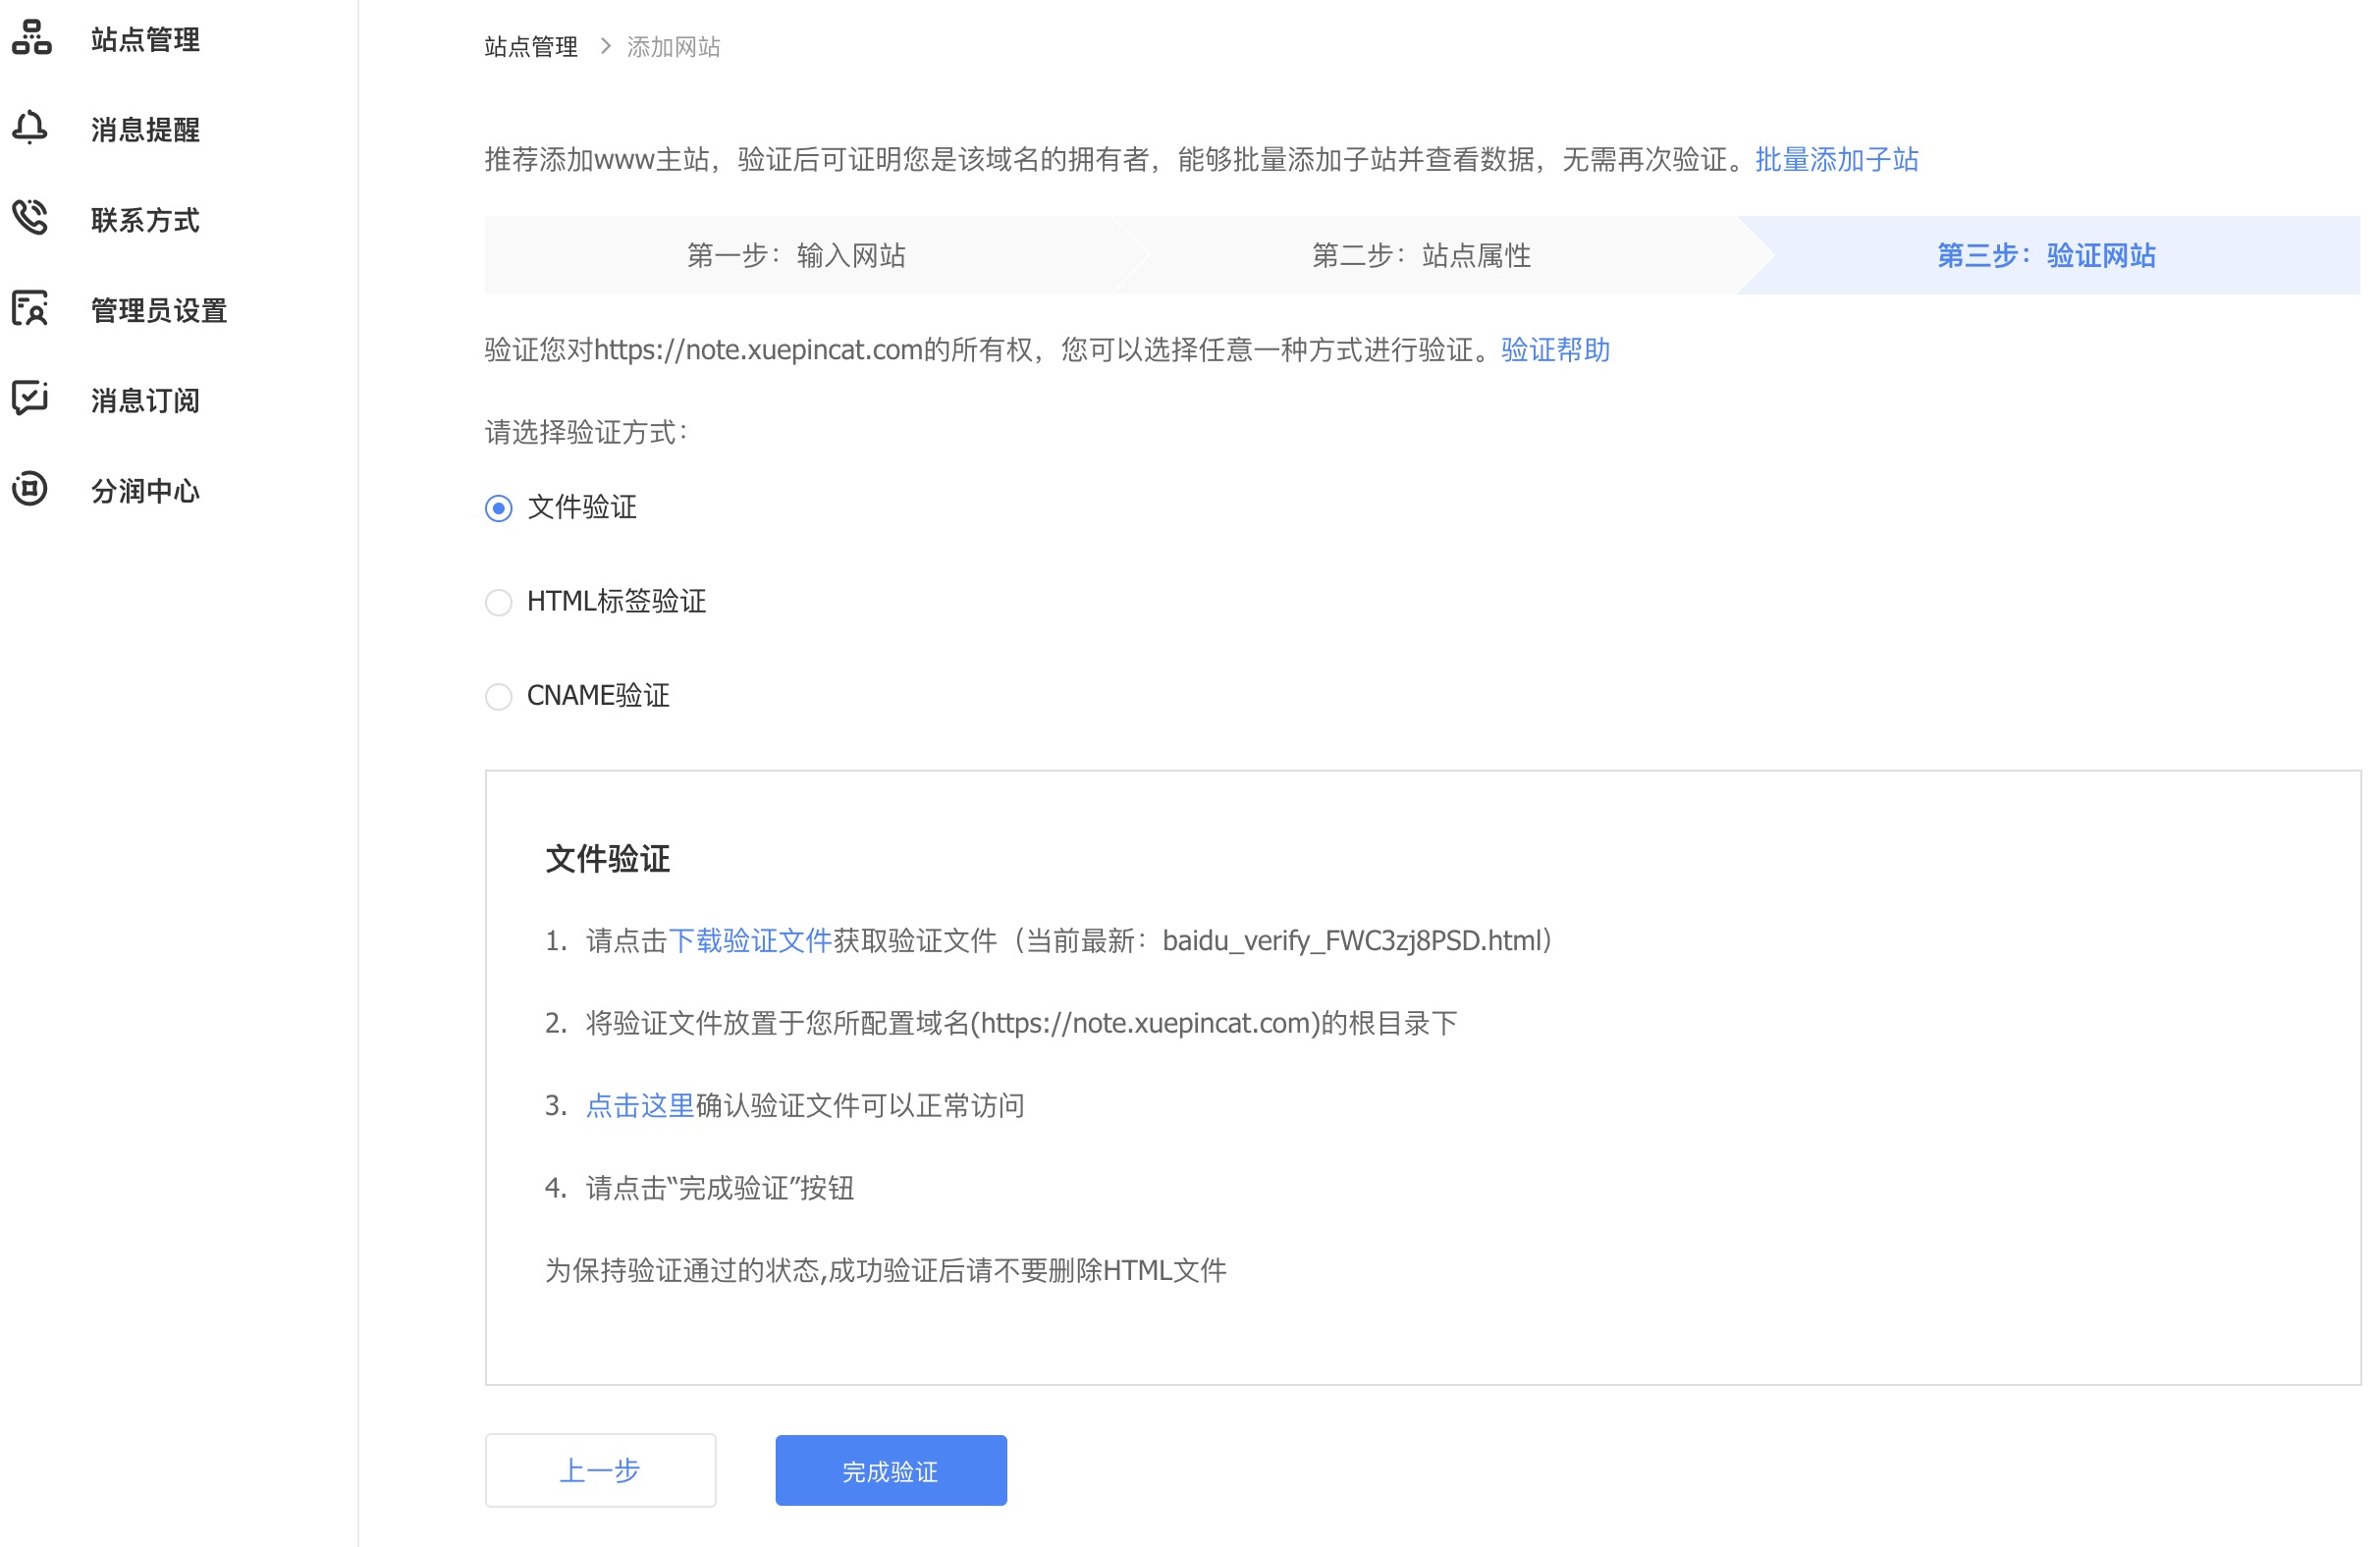 站点管理
消息提醒
联系方式
管理员设置
消息订阅
分润中心
站点管理 > 添加网站
推荐添加www主站，验证后可证明您是该域名的拥有者，能够批量添加子站并查看数据，无需再次验证。批量添加子站
第一步：输入网站
第二步：站点属性
第三步：验证网站
验证您对https://note.xuepincat.com的所有权，您可以选择任意一种方式进行验证。验证帮助
请选择验证方式：
文件验证
HTML标签验证
CNAME验证
文件验证
1. 请点击下载验证文件获取验证文件（当前最新：baidu_verify_FWC3zj8PSD.html）
2. 将验证文件放置于您所配置域名(https://note.xuepincat.com)的根目录下
3. 点击这里确认验证文件可以正常访问
4. 请点击“完成验证”按钮
为保持验证通过的状态,成功验证后请不要删除HTML文件
上一步
完成验证